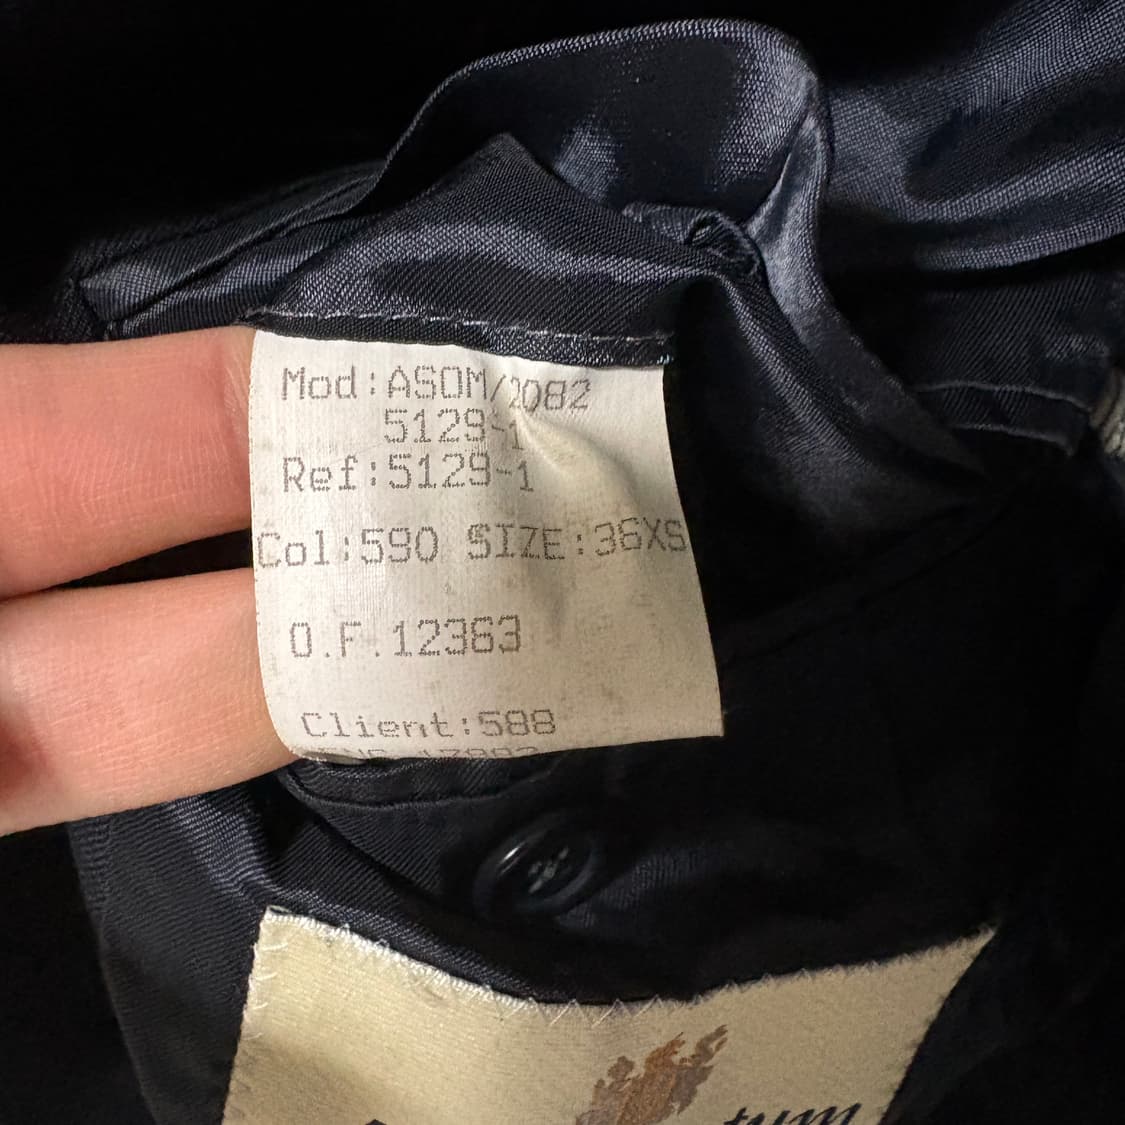 Mod:ASOM/2082
5129-1
Ref:5129-1
Col:590 SIZE:36XS
O.F.12363
Client:588